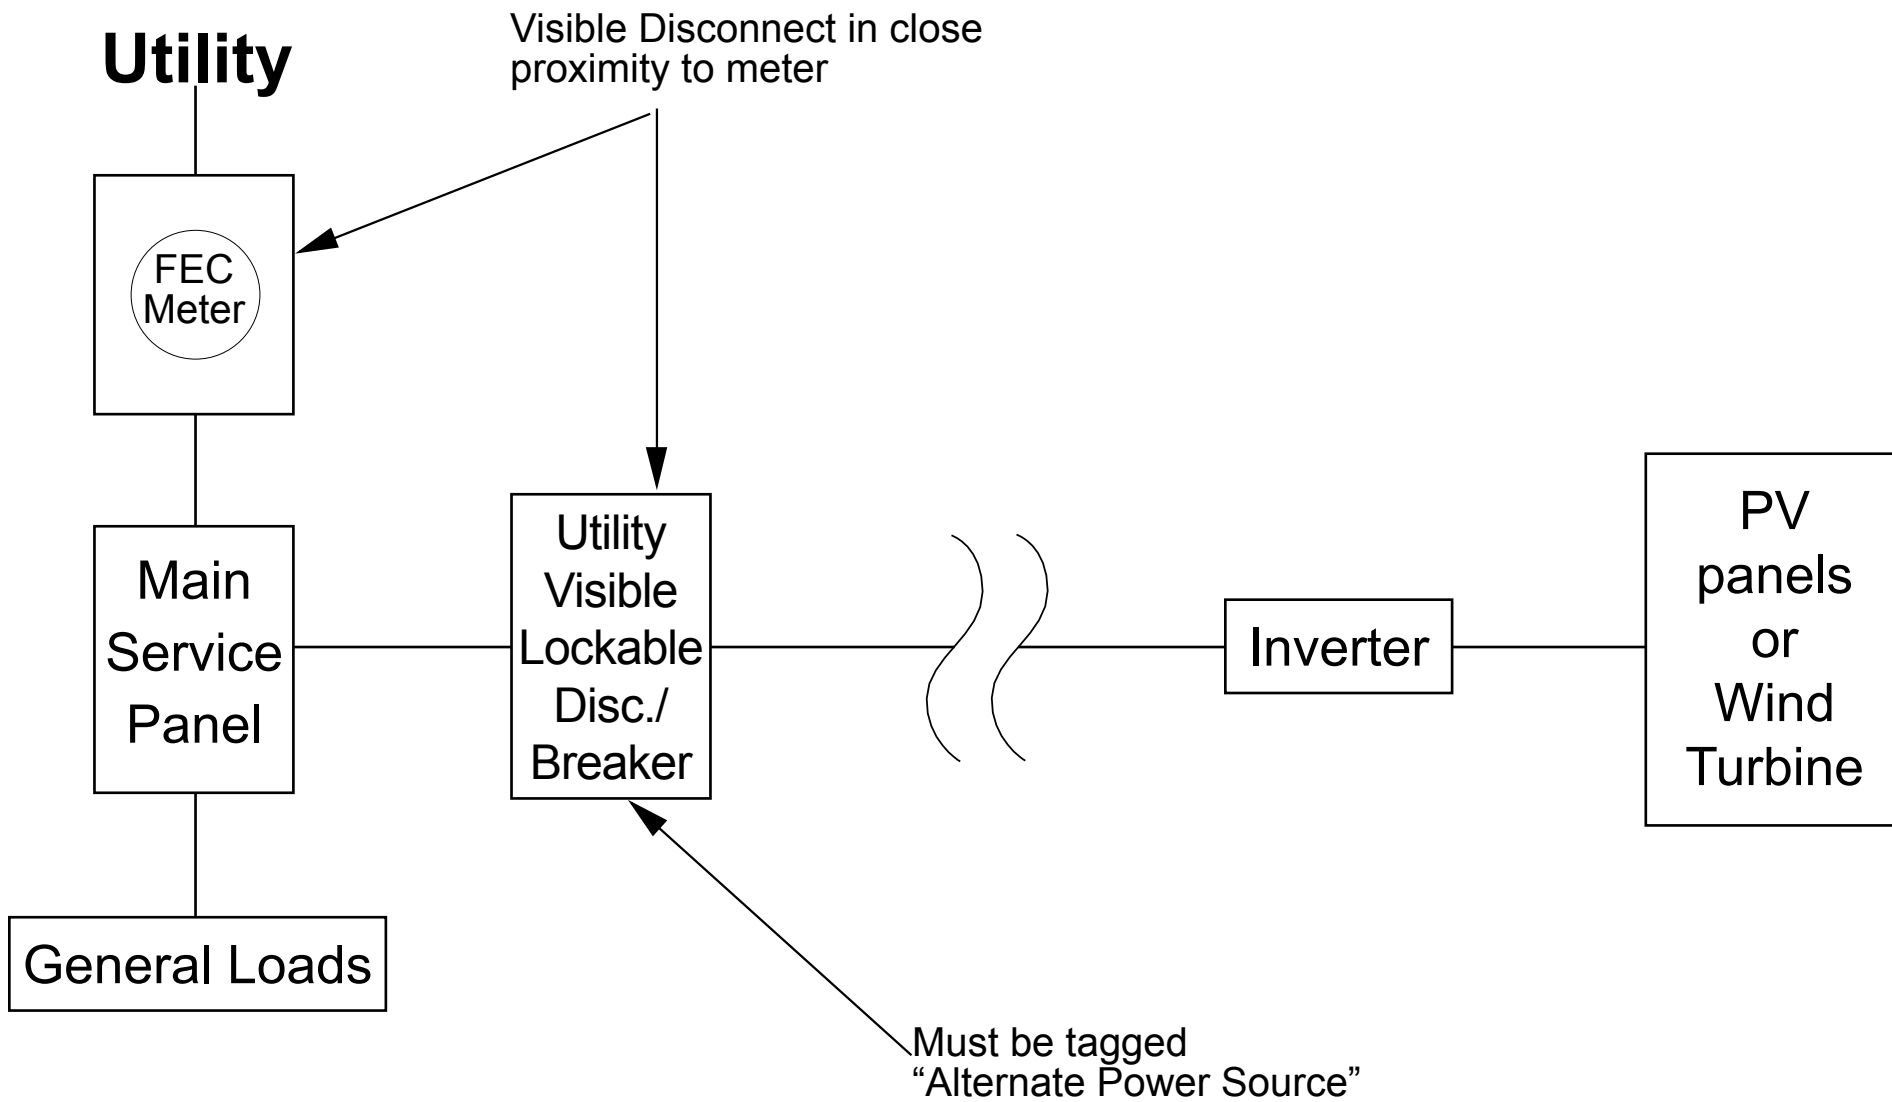 Utility
Visible Disconnect in close
proximity to meter
FEC
Meter
Main
Service
Panel
General Loads
Utility
Visible
Lockable
Disc./
Breaker
Inverter
PV
panels
or
Wind
Turbine
Must be tagged
“Alternate Power Source”